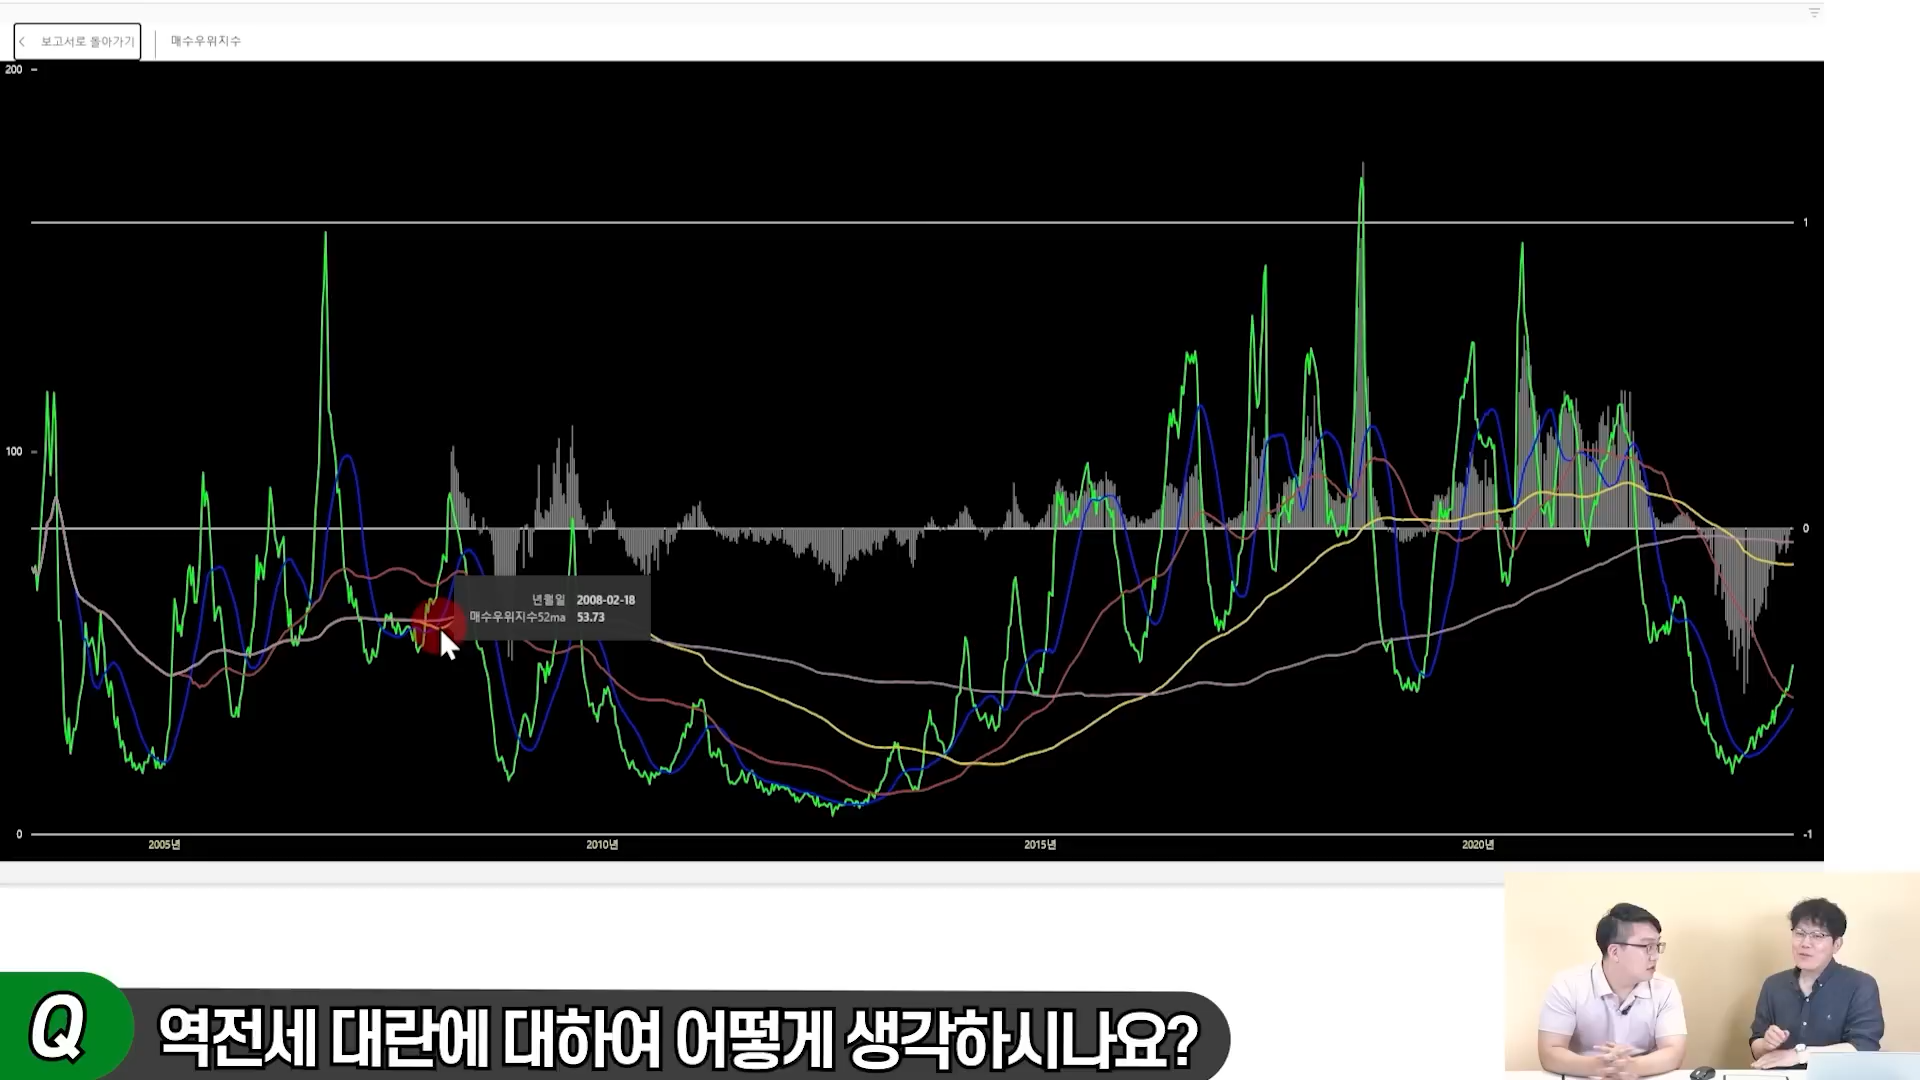 보고서로 돌아가기
매수우위지수
200
1
100
0
년월일 2008-02-18
매수우위지수52ma 53.73
0
-1
2005년
2010년
2015년
2020년
Q
역전세 대란에 대하여 어떻게 생각하시나요?